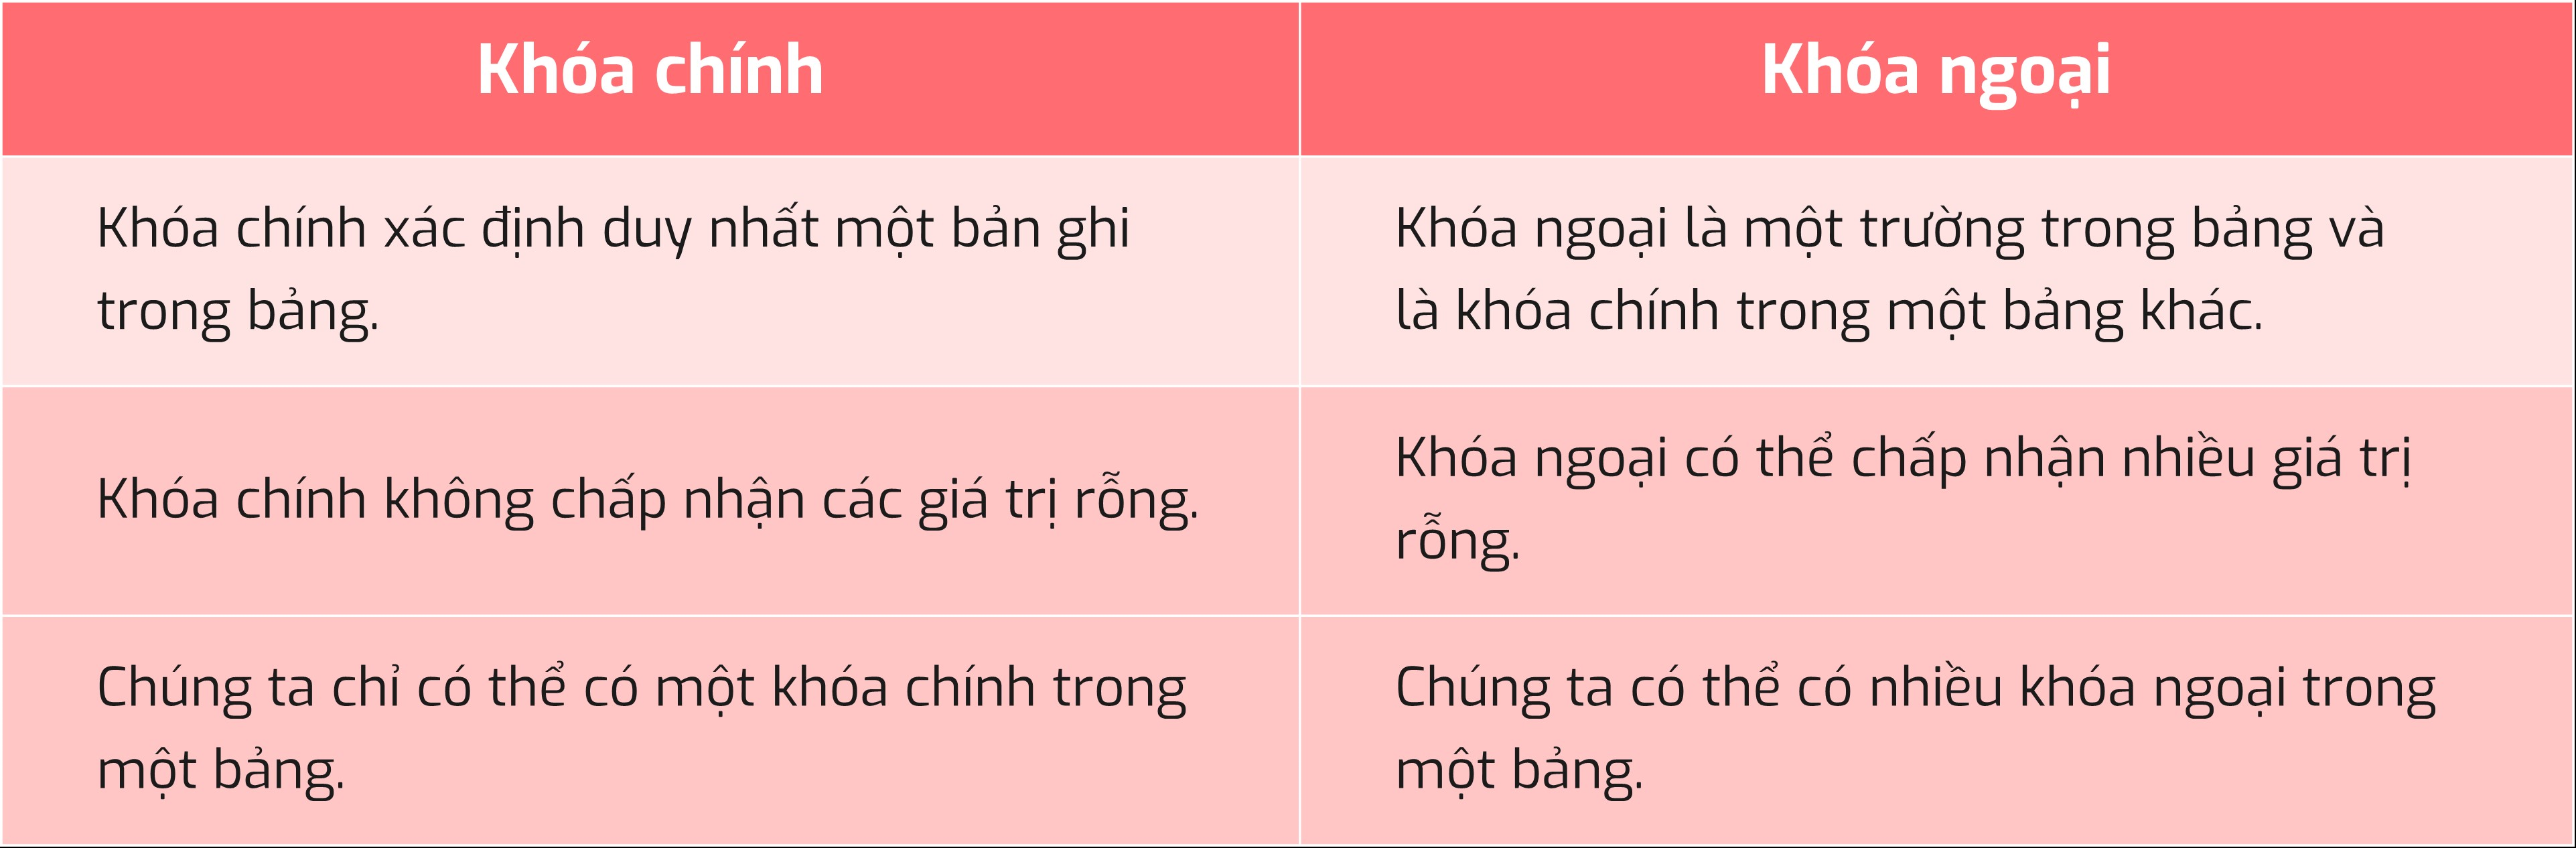 Khóa chính
Khóa ngoại
Khóa chính xác định duy nhất một bản ghi
trong bảng.
Khóa ngoại là một trường trong bảng và
là khóa chính trong một bảng khác.
Khóa chính không chấp nhận các giá trị rỗng.
Khóa ngoại có thể chấp nhận nhiều giá trị
rỗng.
Chúng ta chỉ có thể có một khóa chính trong
một bảng.
Chúng ta có thể có nhiều khóa ngoại trong
một bảng.